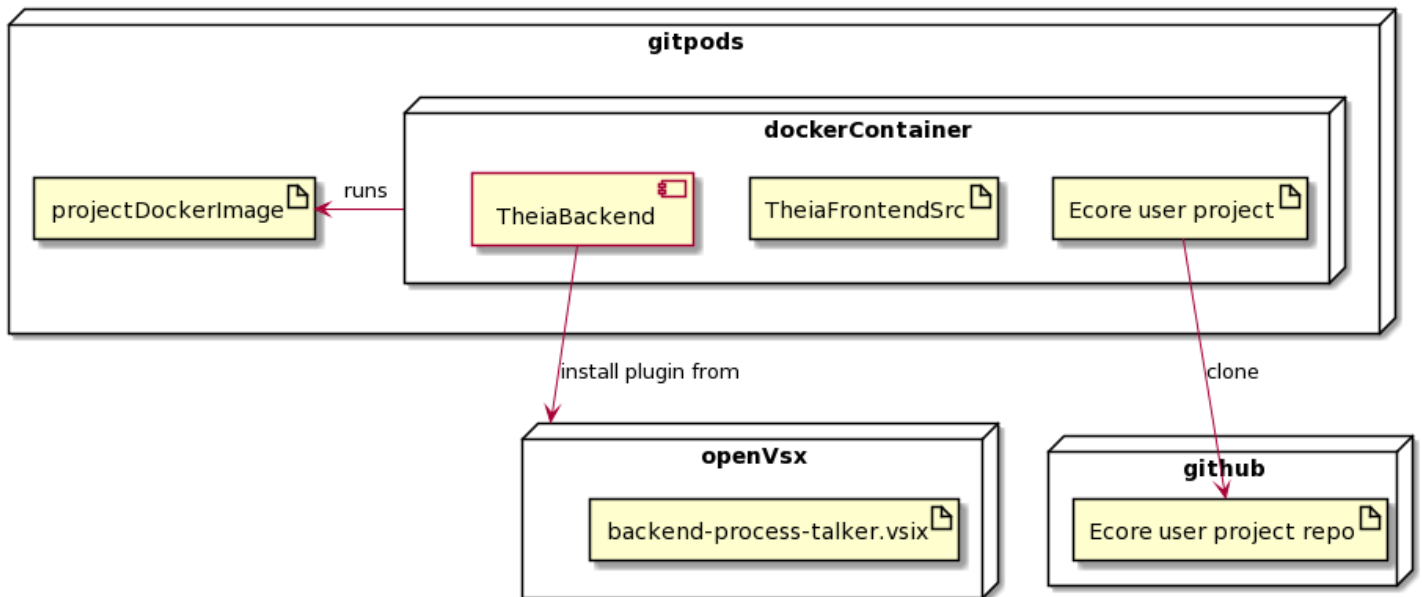 gitpods
dockerContainer
projectDockerImage
runs
TheiaBackend
TheiaFrontendSrc
Ecore user project
install plugin from
clone
openVsx
github
backend-process-talker.vsix
Ecore user project repo